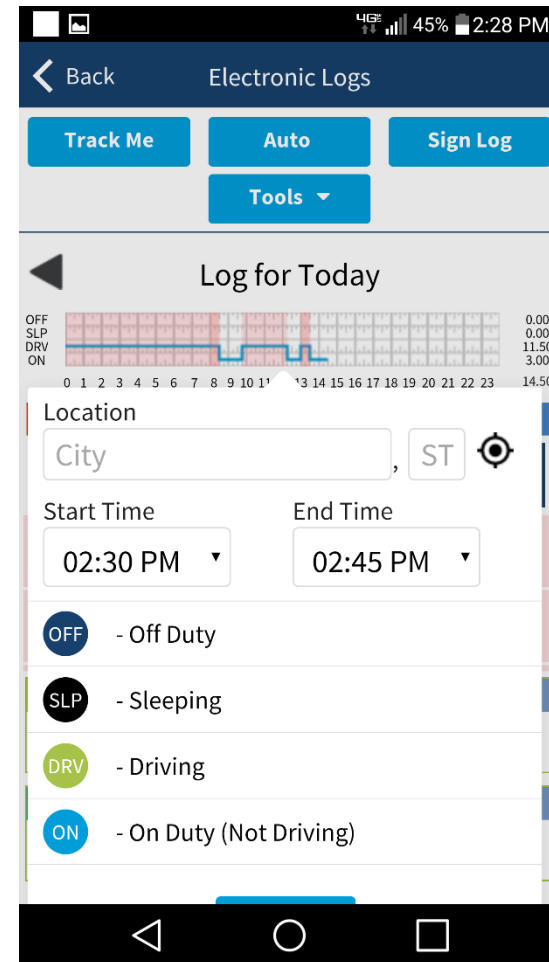 4G LTE 45% 2:28 PM
Back Electronic Logs
Track Me Auto Sign Log
Tools
Log for Today
OFF 0.00
SLP 0.00
DRV 11.50
ON 3.00
0 1 2 3 4 5 6 7 8 9 10 11 13 14 15 16 17 18 19 20 21 22 23 14.50
Location
City , ST
Start Time End Time
02:30 PM 02:45 PM
OFF - Off Duty
SLP - Sleeping
DRV - Driving
ON - On Duty (Not Driving)